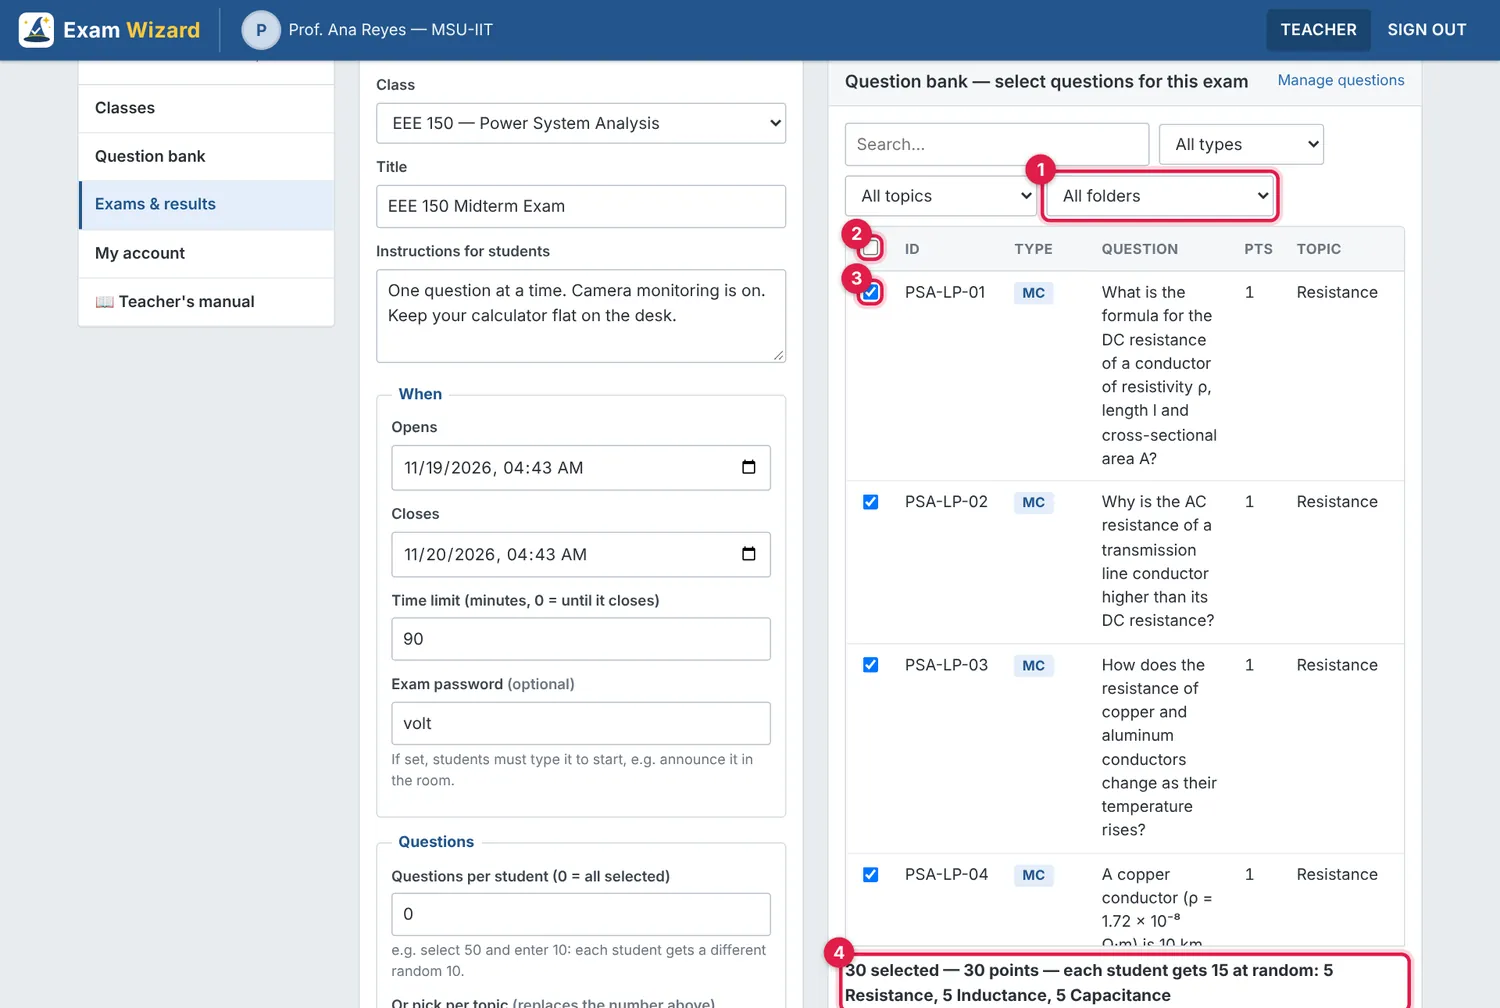 Exam Wizard
P
Prof. Ana Reyes — MSU-IIT
TEACHER
SIGN OUT
Classes
Question bank
Exams & results
My account
📖 Teacher's manual
Class
EEE 150 — Power System Analysis
Title
EEE 150 Midterm Exam
Instructions for students
One question at a time. Camera monitoring is on.
Keep your calculator flat on the desk.
When
Opens
11/19/2026, 04:43 AM
Closes
11/20/2026, 04:43 AM
Time limit (minutes, 0 = until it closes)
90
Exam password (optional)
volt
If set, students must type it to start, e.g. announce it in
the room.
Questions
Questions per student (0 = all selected)
0
e.g. select 50 and enter 10: each student gets a different
random 10.
Or pick per topic (replaces the number above)
Question bank — select questions for this exam
Manage questions
Search...
All types
1
All topics
All folders
2
ID TYPE QUESTION PTS TOPIC
3
PSA-LP-01 MC What is the 1 Resistance
formula for the
DC resistance
of a conductor
of resistivity ρ,
length l and
cross-sectional
area A?
PSA-LP-02 MC Why is the AC 1 Resistance
resistance of a
transmission
line conductor
higher than its
DC resistance?
PSA-LP-03 MC How does the 1 Resistance
resistance of
copper and
aluminum
conductors
change as their
temperature
rises?
PSA-LP-04 MC A copper 1 Resistance
conductor (ρ =
1.72 × 10⁻⁸
Ω·m) is 10 km
4
30 selected — 30 points — each student gets 15 at random: 5
Resistance, 5 Inductance, 5 Capacitance